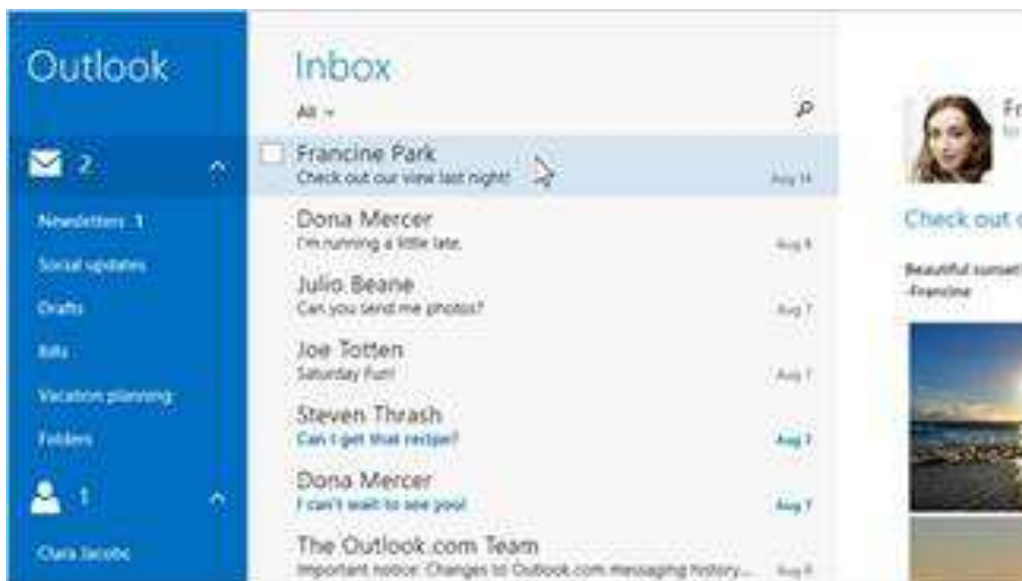 Outlook
2
Newsletters 1
Social updates
Drafts
Bills
Vacation planning
Folders
1
Clara Jacobs
Inbox
All
Francine Park
Check out our view last night!
Aug 14
Dona Mercer
I'm running a little late.
Aug 8
Julio Beane
Can you send me photos?
Aug 7
Joe Totten
Saturday Fun!
Aug 7
Steven Thrash
Can I get that recipe?
Aug 7
Dona Mercer
I can't wait to see you!
Aug 7
The Outlook.com Team
Important notice: Changes to Outlook.com messaging history...
Fr
Check out o
Beautiful sunset
-Francine